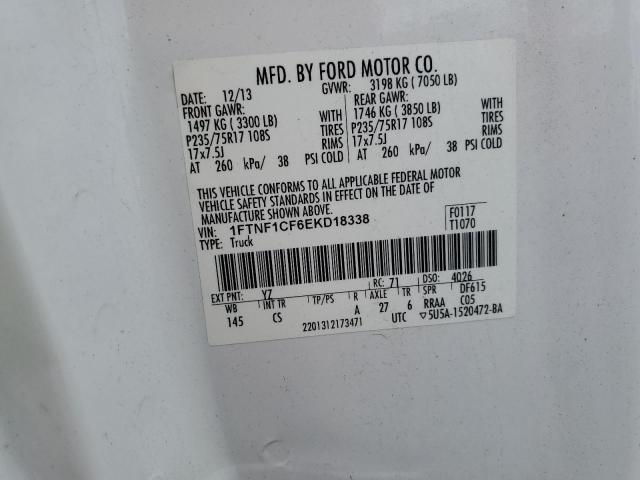 MFD. BY FORD MOTOR CO.
DATE: 12/13 GVWR: 3198 KG (7050 LB)
FRONT GAWR: REAR GAWR:
1497 KG (3300 LB) WITH 1746 KG (3850 LB) WITH
P235/75R17 108S TIRES P235/75R17 108S TIRES
17x7.5J RIMS 17x7.5J RIMS
AT 260 kPa/ 38 PSI COLD AT 260 kPa/ 38 PSI COLD
THIS VEHICLE CONFORMS TO ALL APPLICABLE FEDERAL MOTOR
VEHICLE SAFETY STANDARDS IN EFFECT ON THE DATE OF
MANUFACTURE SHOWN ABOVE.
VIN: 1FTNF1CF6EKD18338 F0117
TYPE: Truck T1070
EXT PNT: YZ RC: 71 DSO: 4026
WB INT TR TP/PS R AXLE TR SPR DF615
145 CS A 27 6 RRAA C05
2201312173471 UTC ▽5U5A-1520472-BA